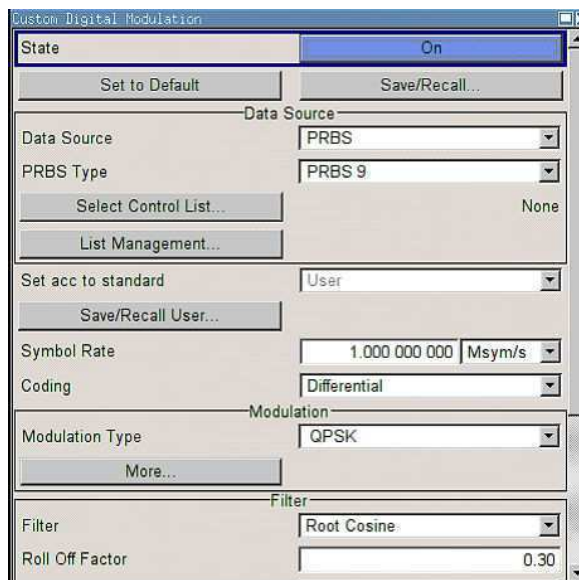 Custom Digital Modulation
State On
Set to Default Save/Recall...
Data Source
Data Source PRBS
PRBS Type PRBS 9
Select Control List... None
List Management...
Set acc to standard User
Save/Recall User...
Symbol Rate 1.000 000 000 Msym/s
Coding Differential
Modulation
Modulation Type QPSK
More...
Filter
Filter Root Cosine
Roll Off Factor 0.30